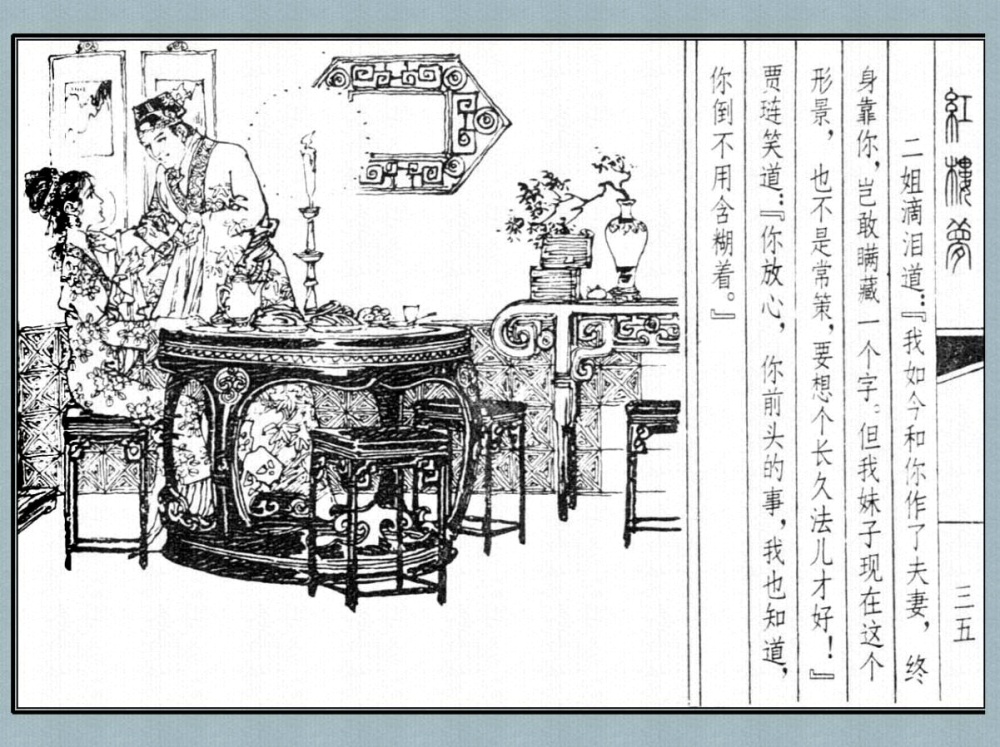 紅樓夢
三五
二姐滴泪道：『我如今和你作了夫妻，终
身靠你，岂敢瞒藏一个字。但我妹子现在这个
形景，也不是常策，要想个长久法儿才好！』
贾琏笑道：『你放心，你前头的事，我也知道，
你倒不用含糊着。』